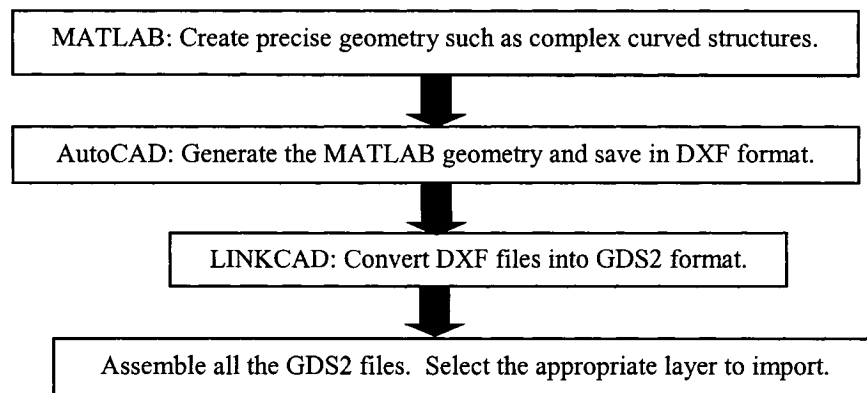 MATLAB: Create precise geometry such as complex curved structures.
AutoCAD: Generate the MATLAB geometry and save in DXF format.
LINKCAD: Convert DXF files into GDS2 format.
Assemble all the GDS2 files. Select the appropriate layer to import.